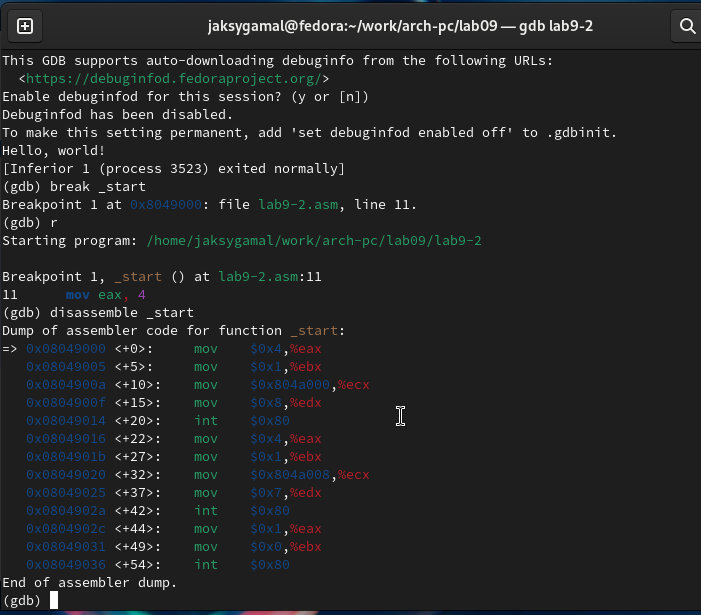 jaksygamal@fedora:~/work/arch-pc/lab09 — gdb lab9-2
This GDB supports auto-downloading debuginfo from the following URLs:
  <https://debuginfod.fedoraproject.org/>
Enable debuginfod for this session? (y or [n])
Debuginfod has been disabled.
To make this setting permanent, add 'set debuginfod enabled off' to .gdbinit.
Hello, world!
[Inferior 1 (process 3523) exited normally]
(gdb) break _start
Breakpoint 1 at 0x8049000: file lab9-2.asm, line 11.
(gdb) r
Starting program: /home/jaksygamal/work/arch-pc/lab09/lab9-2

Breakpoint 1, _start () at lab9-2.asm:11
11      mov eax, 4
(gdb) disassemble _start
Dump of assembler code for function _start:
=> 0x08049000 <+0>:     mov    $0x4,%eax
   0x08049005 <+5>:     mov    $0x1,%ebx
   0x0804900a <+10>:    mov    $0x804a000,%ecx
   0x0804900f <+15>:    mov    $0x8,%edx
   0x08049014 <+20>:    int    $0x80
   0x08049016 <+22>:    mov    $0x4,%eax
   0x0804901b <+27>:    mov    $0x1,%ebx
   0x08049020 <+32>:    mov    $0x804a008,%ecx
   0x08049025 <+37>:    mov    $0x7,%edx
   0x0804902a <+42>:    int    $0x80
   0x0804902c <+44>:    mov    $0x1,%eax
   0x08049031 <+49>:    mov    $0x0,%ebx
   0x08049036 <+54>:    int    $0x80
End of assembler dump.
(gdb)